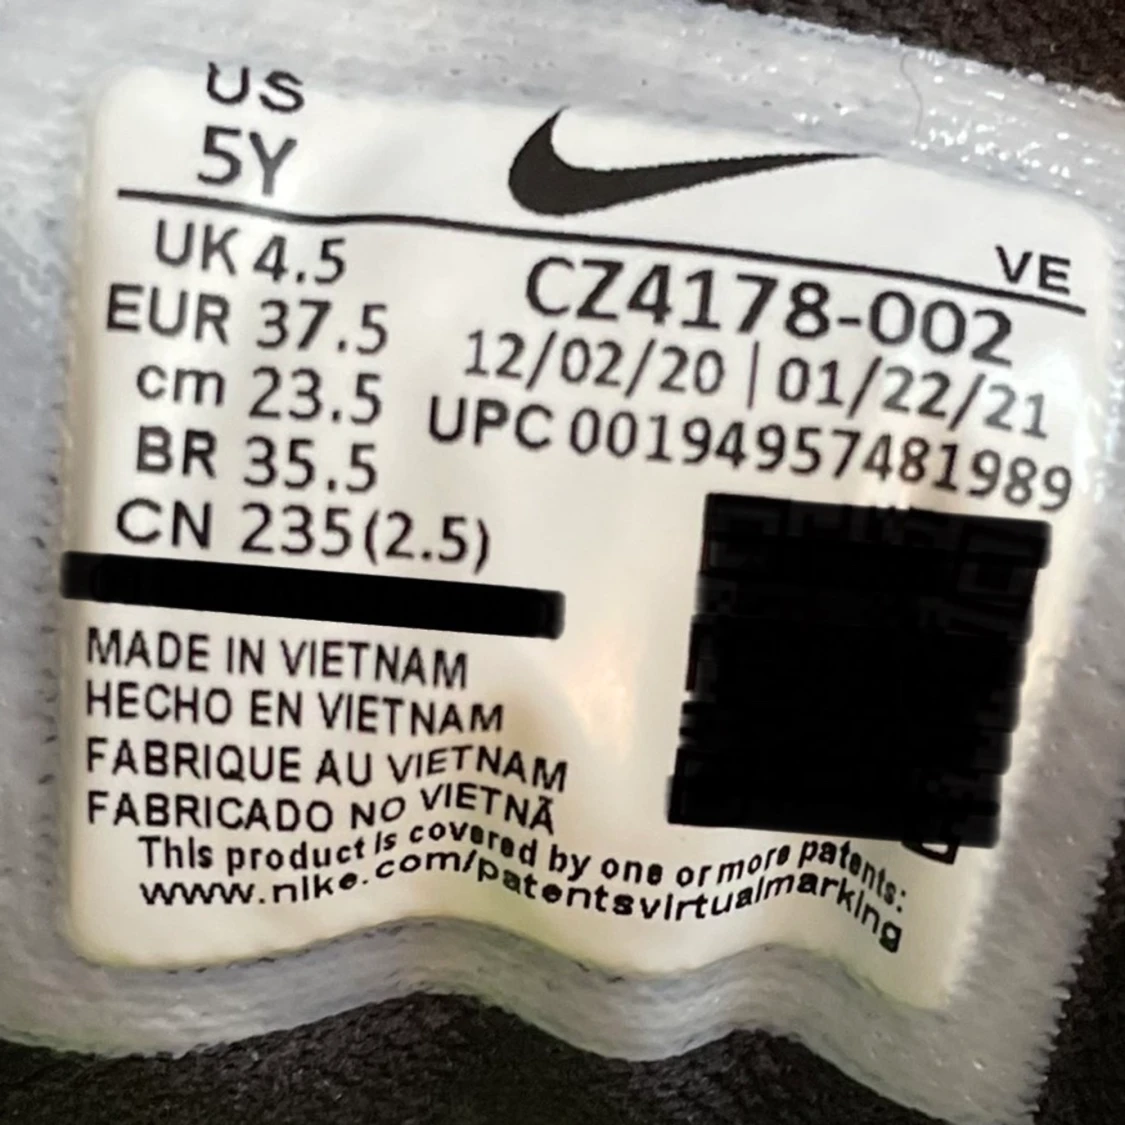 US
5Y
VE
UK 4.5
EUR 37.5
cm 23.5
BR 35.5
CN 235(2.5)
CZ4178-002
12/02/20 | 01/22/21
UPC 00194957481989
MADE IN VIETNAM
HECHO EN VIETNAM
FABRIQUE AU VIETNAM
FABRICADO NO VIETNÃ
This product is covered by one or more patents:
www.nike.com/patentsvirtualmarking